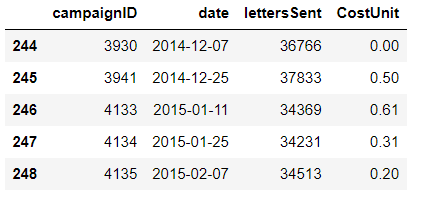 campaignID date lettersSent CostUnit
244 3930 2014-12-07 36766 0.00
245 3941 2014-12-25 37833 0.50
246 4133 2015-01-11 34369 0.61
247 4134 2015-01-25 34231 0.31
248 4135 2015-02-07 34513 0.20